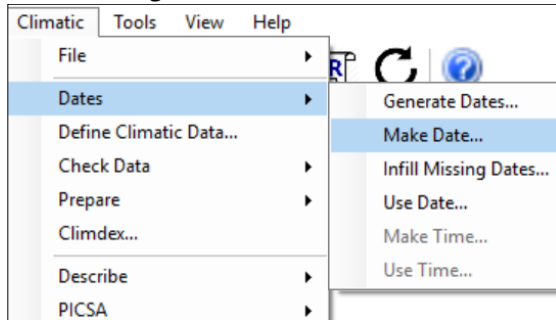 Climatic Tools View Help
File
Dates
Define Climatic Data...
Check Data
Prepare
Climdex...
Describe
PICSA
R
Generate Dates...
Make Date...
Infill Missing Dates...
Use Date...
Make Time...
Use Time...